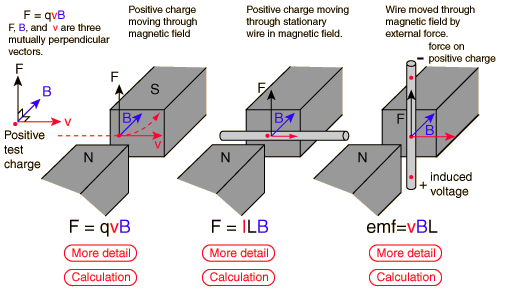 F = qvB
F, B, and v are three
mutually perpendicular
vectors.
F
B
v
Positive
test
charge
Positive charge
moving through
magnetic field
F
S
B
v
N
F = qvB
More detail
Calculation
Positive charge moving
through stationary
wire in magnetic field.
F
B
N
F = ILB
More detail
Calculation
Wire moved through
magnetic field by
external force.
-
force on
positive charge
F
B
N
+
induced
voltage
emf=vBL
More detail
Calculation